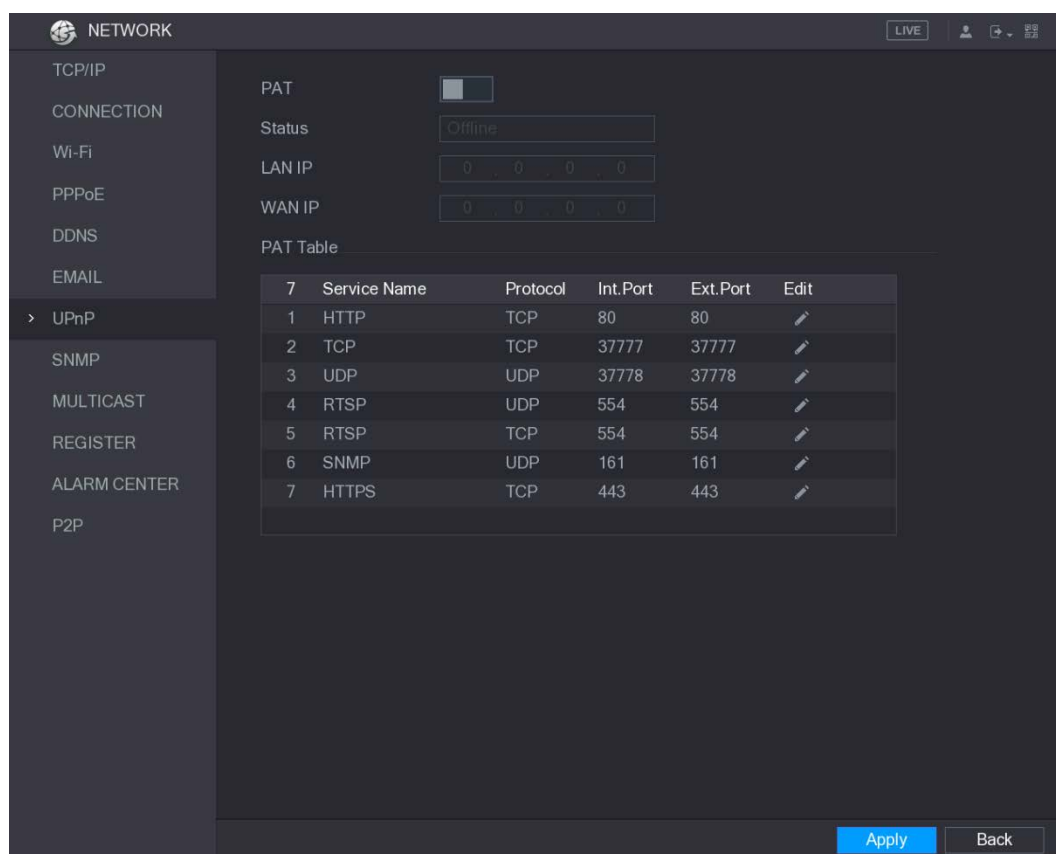 NETWORK
LIVE
TCP/IP
CONNECTION
Wi-Fi
PPPoE
DDNS
EMAIL
> UPnP
SNMP
MULTICAST
REGISTER
ALARM CENTER
P2P
PAT
Status Offline
LAN IP 0 . 0 . 0 . 0
WAN IP 0 . 0 . 0 . 0
PAT Table
7 Service Name Protocol Int.Port Ext.Port Edit
1 HTTP TCP 80 80
2 TCP TCP 37777 37777
3 UDP UDP 37778 37778
4 RTSP UDP 554 554
5 RTSP TCP 554 554
6 SNMP UDP 161 161
7 HTTPS TCP 443 443
Apply Back